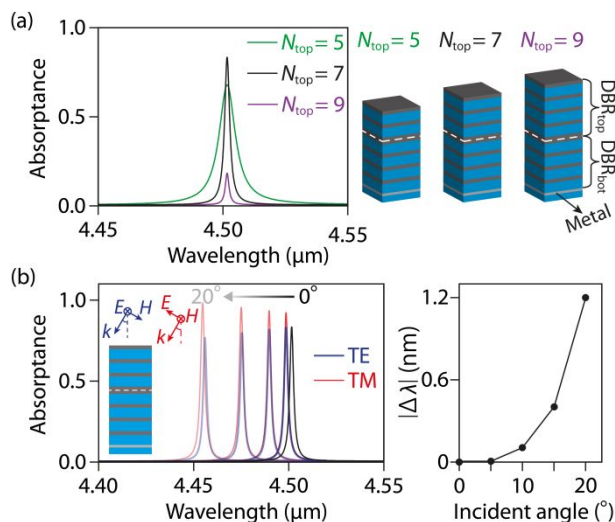 (a)
1.0
0.5
0.0
Absorptance
N_top = 5
N_top = 7
N_top = 9
4.45
4.50
4.55
Wavelength (μm)
N_top = 5 N_top = 7 N_top = 9
DBR_top
DBR_bot
Metal
(b)
1.0
0.5
0.0
Absorptance
E
H
k
E
H
k
20° 0°
TE
TM
4.40
4.45
4.50
4.55
Wavelength (μm)
1.2
0.6
0
|Δλ| (nm)
0
10
20
Incident angle (°)